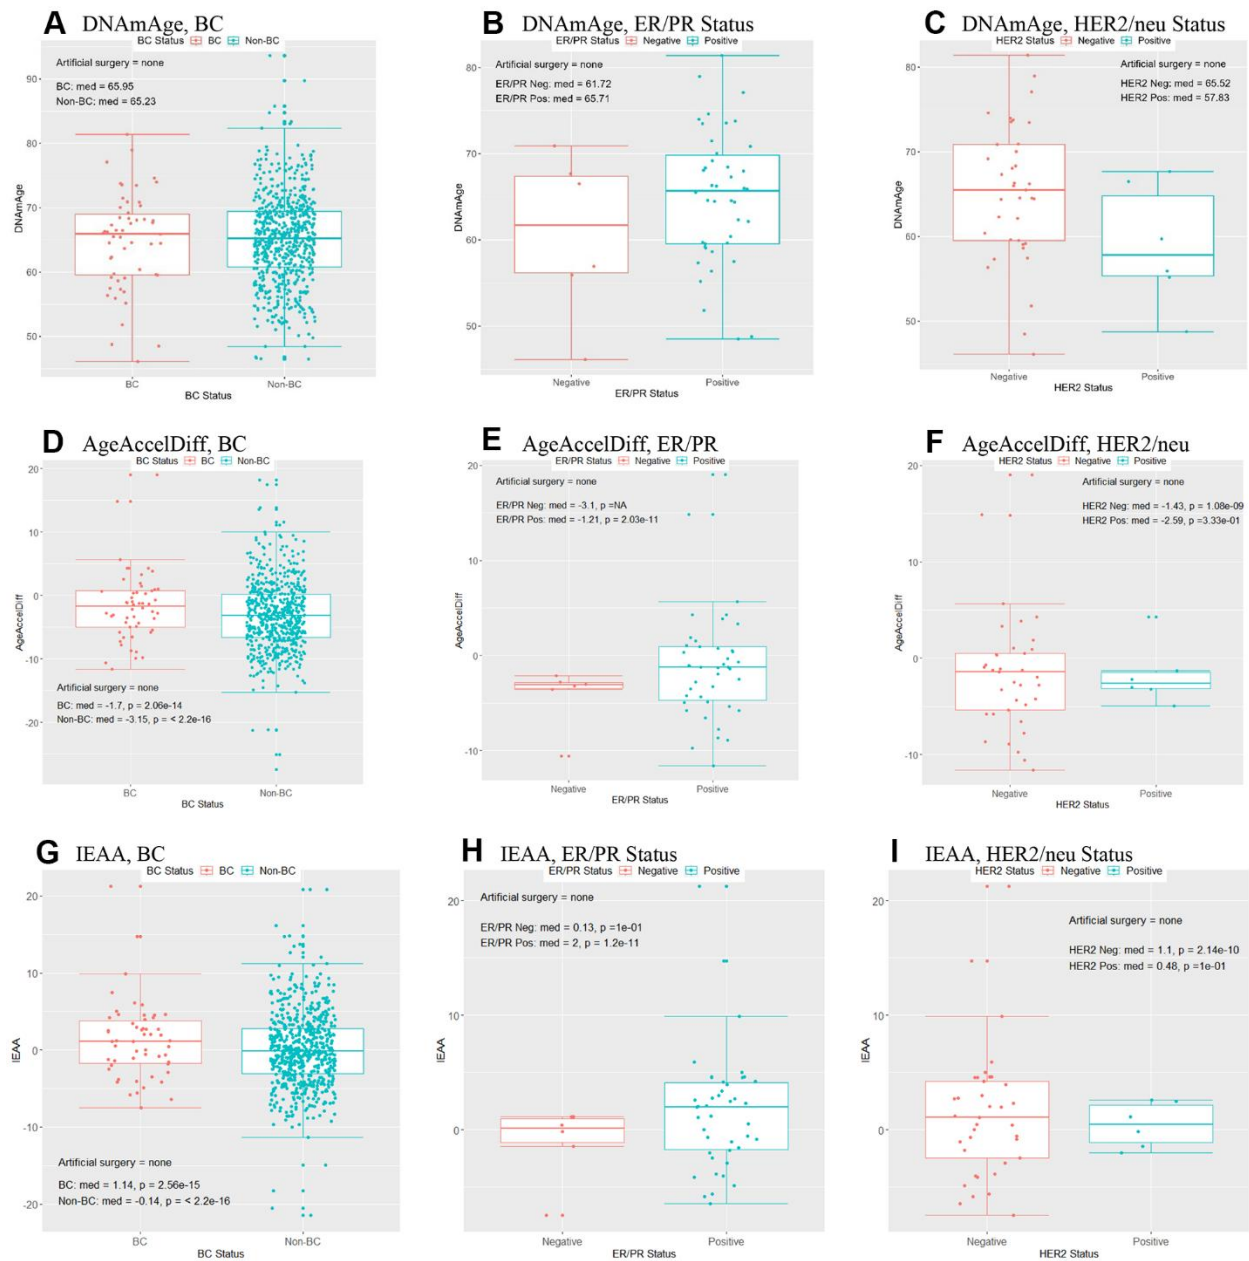 A DNAmAge, BC
BC Status BC Non-BC
Artificial surgery = none
BC: med = 65.95
Non-BC: med = 65.23
90
80
70
60
50
DNAmAge
BC Non-BC
BC Status
B DNAmAge, ER/PR Status
ER/PR Status Negative Positive
Artificial surgery = none
ER/PR Neg: med = 61.72
ER/PR Pos: med = 65.71
80
70
60
50
DNAmAge
Negative Positive
ER/PR Status
C DNAmAge, HER2/neu Status
HER2 Status Negative Positive
Artificial surgery = none
HER2 Neg: med = 65.52
HER2 Pos: med = 57.83
80
70
60
50
DNAmAge
Negative Positive
HER2 Status
D AgeAccelDiff, BC
BC Status BC Non-BC
20
10
0
-10
-20
AgeAccelDiff
Artificial surgery = none
BC: med = -1.7, p = 2.06e-14
Non-BC: med = -3.15, p = < 2.2e-16
BC Non-BC
BC Status
E AgeAccelDiff, ER/PR
ER/PR Status Negative Positive
Artificial surgery = none
ER/PR Neg: med = -3.1, p =NA
ER/PR Pos: med = -1.21, p = 2.03e-11
20
10
0
-10
AgeAccelDiff
Negative Positive
ER/PR Status
F AgeAccelDiff, HER2/neu
HER2 Status Negative Positive
Artificial surgery = none
HER2 Neg: med = -1.43, p = 1.08e-09
HER2 Pos: med = -2.59, p =3.33e-01
20
10
0
-10
AgeAccelDiff
Negative Positive
HER2 Status
G IEAA, BC
BC Status BC Non-BC
20
10
0
-10
-20
IEAA
Artificial surgery = none
BC: med = 1.14, p = 2.56e-15
Non-BC: med = -0.14, p = < 2.2e-16
BC Non-BC
BC Status
H IEAA, ER/PR Status
ER/PR Status Negative Positive
Artificial surgery = none
ER/PR Neg: med = 0.13, p =1e-01
ER/PR Pos: med = 2, p = 1.2e-11
20
10
0
IEAA
Negative Positive
ER/PR Status
I IEAA, HER2/neu Status
HER2 Status Negative Positive
Artificial surgery = none
HER2 Neg: med = 1.1, p = 2.14e-10
HER2 Pos: med = 0.48, p =1e-01
20
10
0
IEAA
Negative Positive
HER2 Status